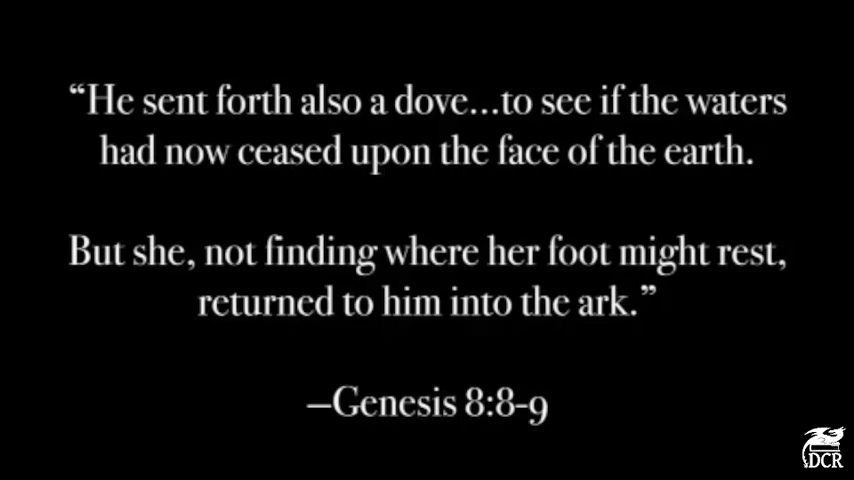 “He sent forth also a dove...to see if the waters
had now ceased upon the face of the earth.
But she, not finding where her foot might rest,
returned to him into the ark.”
–Genesis 8:8-9
DCR